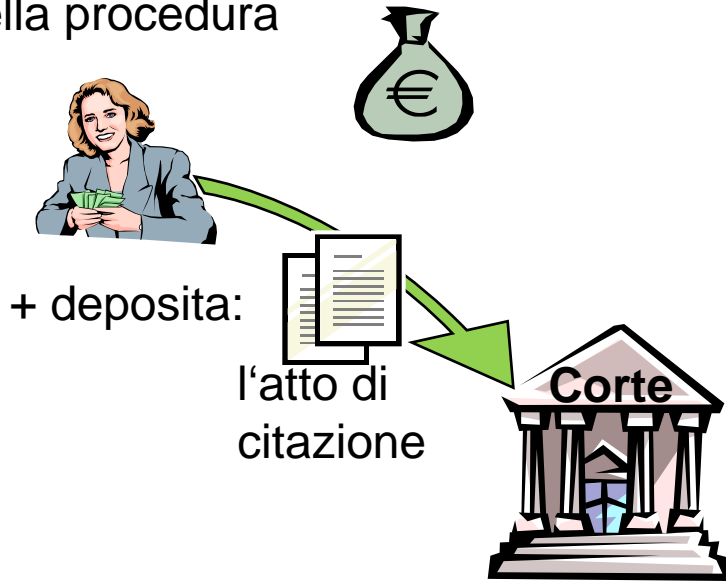 ella procedura
€
+ deposita:
l‘atto di
citazione
Corte